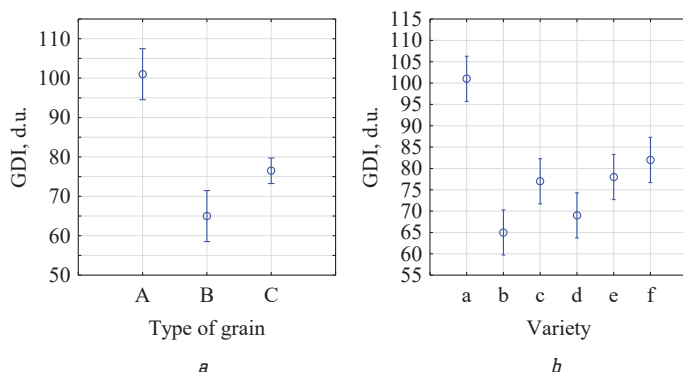 GDI, d.u.
110
100
90
80
70
60
50
A
B
C
Type of grain
a
GDI, d.u.
115
110
105
100
95
90
85
80
75
70
65
60
55
a
b
c
d
e
f
Variety
b